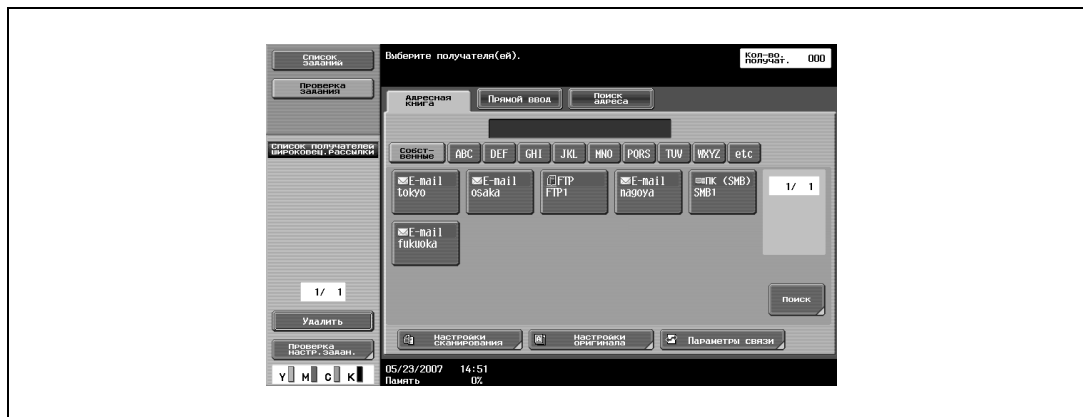 Список
заданий
Проверка
задания
Список получателей
широковещ.рассылки
1/ 1
Удалить
Проверка
настр.задан.
Y M C K
Выберите получателя(ей).
Кол-во.
получат. 000
Адресная
книга
Прямой ввод
Поиск
адреса
Собст-
венные
ABC DEF GHI JKL MNO PQRS TUV WXYZ etc
E-mail
tokyo
E-mail
osaka
FTP
FTP1
E-mail
nagoya
ПК (SMB)
SMB1
1/ 1
E-mail
fukuoka
Поиск
Настройки
сканирования
Настройки
оригинала
Параметры связи
05/23/2007 14:51
Память 0%